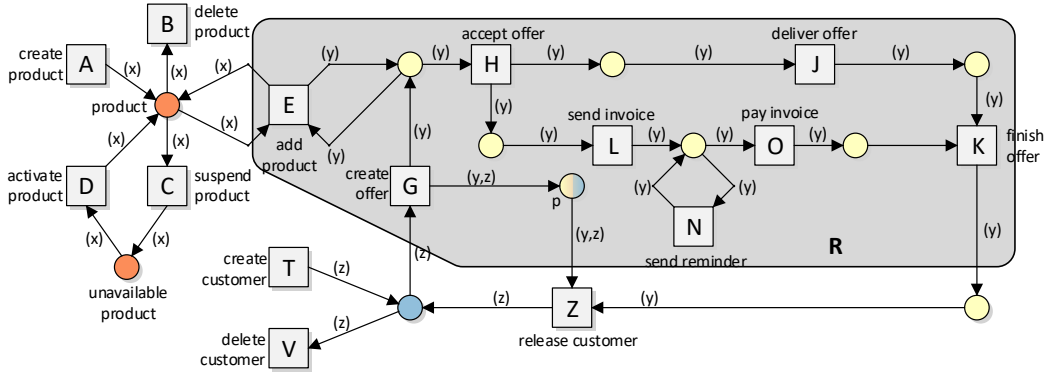 B
delete
product
accept offer
deliver offer
create
product
A
(x)
(x)
(x)
(y)
(y)
H
(y)
(y)
J
(y)
product
E
(x)
(y)
(y)
(x)
(x)
add
product
(y)
(y)
send invoice
(y)
L
(y)
(y)
pay invoice
O
(y)
K
finish
offer
activate
product
D
C
suspend
product
create
offer
G
(y,z)
p
(y)
(y)
N
send reminder
(x)
(x)
(y,z)
(y)
R
unavailable
product
create
customer
T
(z)
(z)
(z)
Z
(y)
release customer
delete
customer
V
(z)